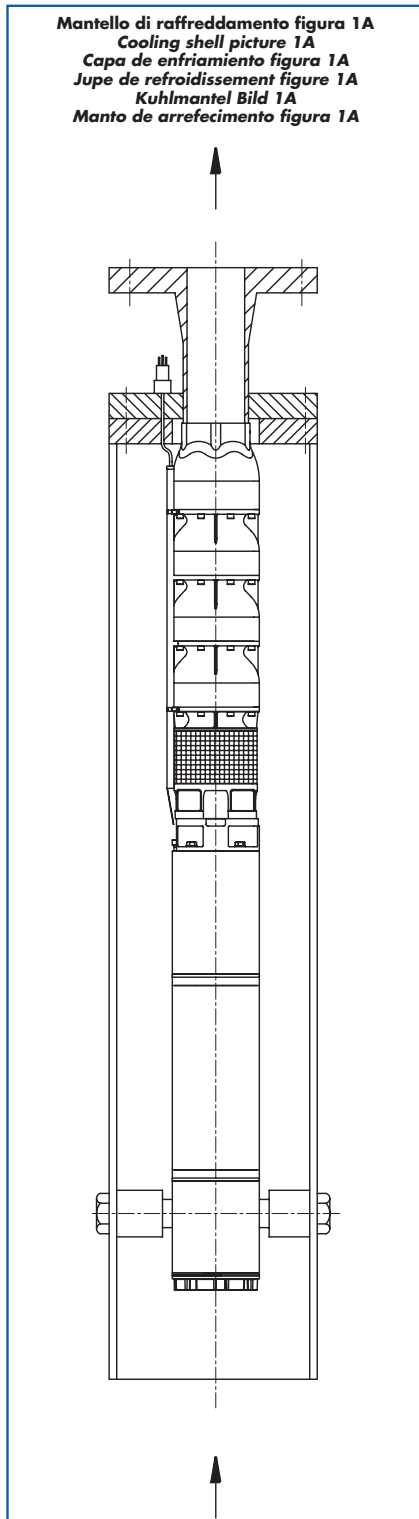 Mantello di raffreddamento figura 1A
Cooling shell picture 1A
Capa de enfriamiento figura 1A
Jupe de refroidissement figure 1A
Kuhlmantel Bild 1A
Manto de arrefecimento figura 1A